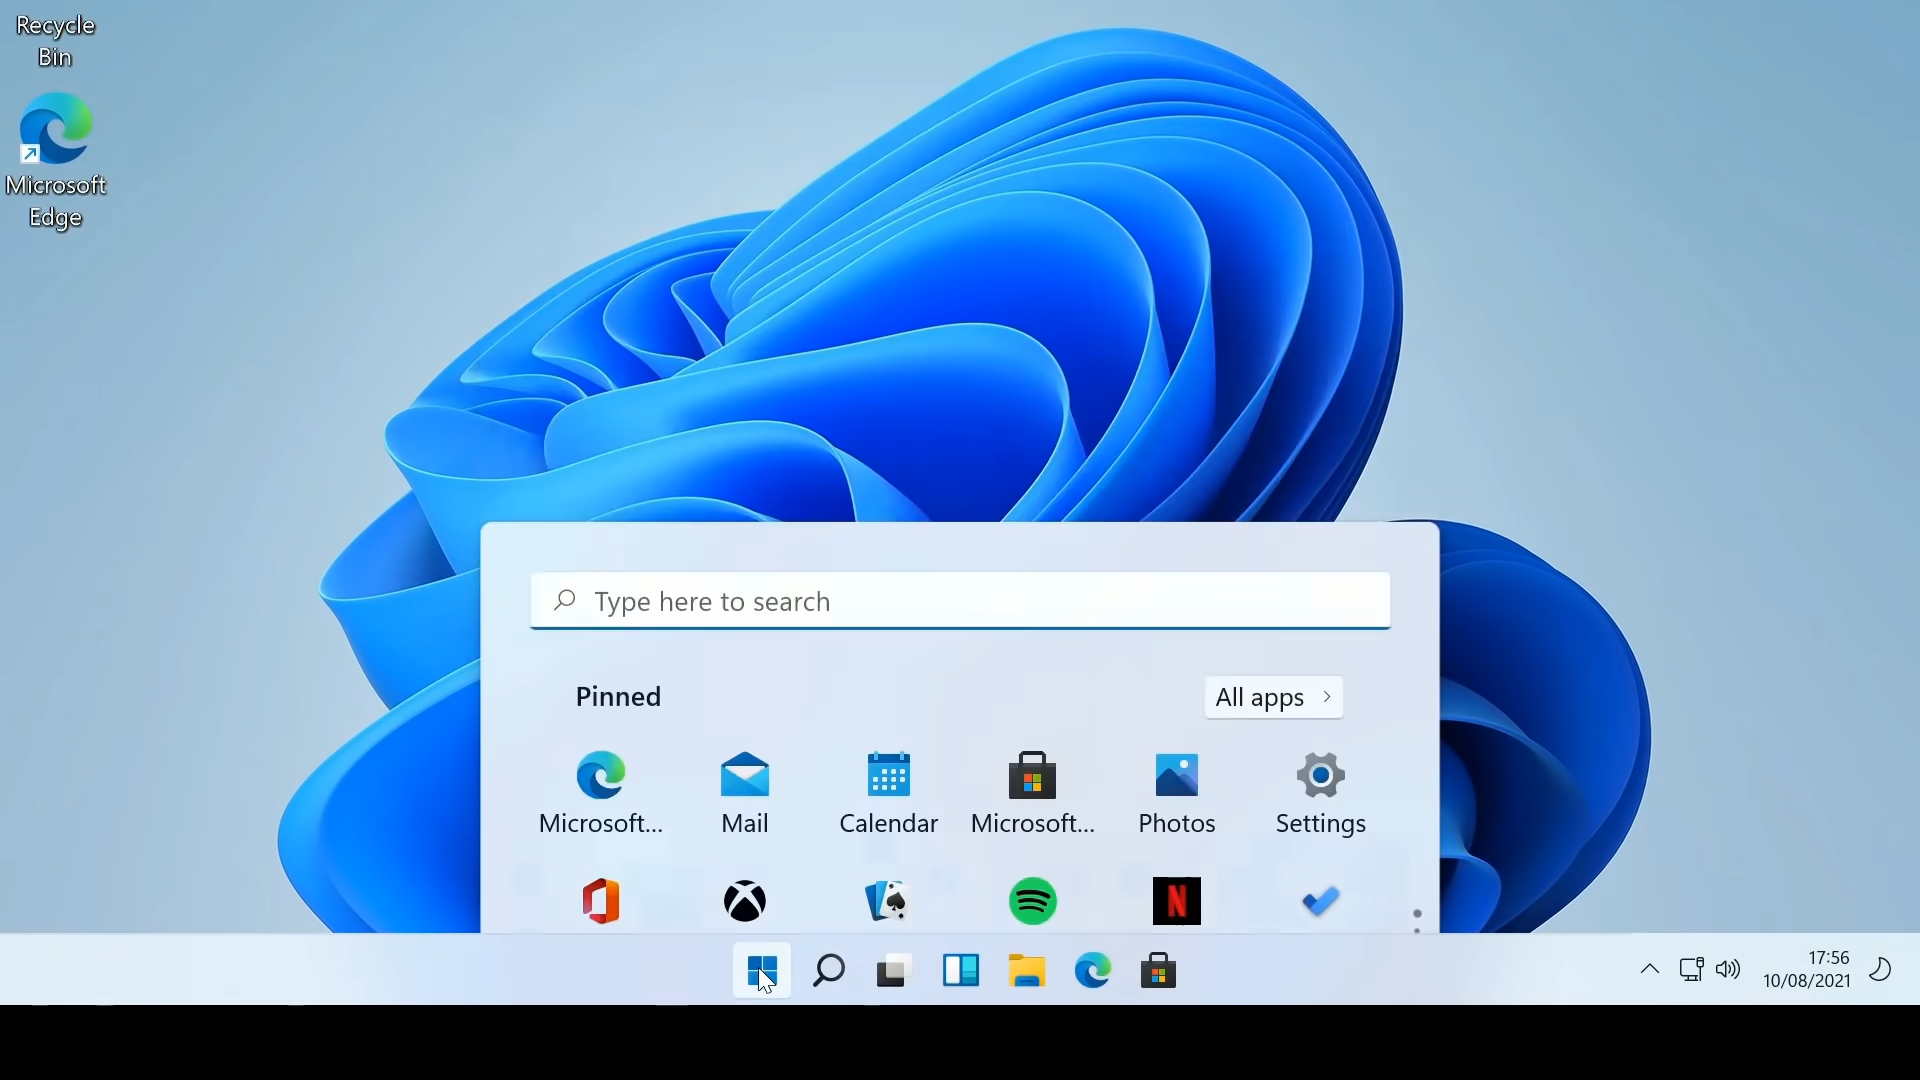 Recycle
Bin
Microsoft
Edge
Type here to search
Pinned
All apps
Microsoft...
Mail
Calendar
Microsoft...
Photos
Settings
N
17:56
10/08/2021